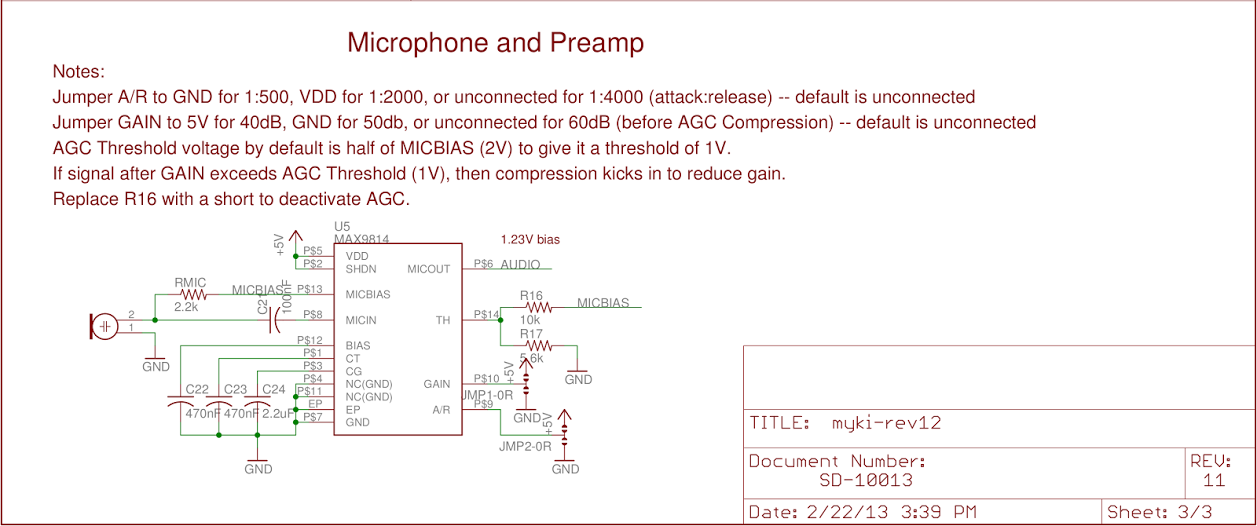 Microphone and Preamp
Notes:
Jumper A/R to GND for 1:500, VDD for 1:2000, or unconnected for 1:4000 (attack:release) -- default is unconnected
Jumper GAIN to 5V for 40dB, GND for 50db, or unconnected for 60dB (before AGC Compression) -- default is unconnected
AGC Threshold voltage by default is half of MICBIAS (2V) to give it a threshold of 1V.
If signal after GAIN exceeds AGC Threshold (1V), then compression kicks in to reduce gain.
Replace R16 with a short to deactivate AGC.
U5
MAX9814
+5V
1.23V bias
P$5 VDD
P$2 SHDN
MICOUT P$6 AUDIO
RMIC
2.2k
MICBIAS P$13 MICBIAS
C21
100nF
R16
10k
MICBIAS
2
1
P$8 MICIN
TH P$14
R17
5.6k
GND
GND
P$12 BIAS
P$1 CT
P$3 CG
P$4 NC(GND)
P$11 NC(GND)
EP EP
P$7 GND
C22 C23 C24
470nF 470nF 2.2uF
GND
GAIN P$10
+5V
JMP1-0R
GND
A/R P$9
+5V
JMP2-0R
GND
TITLE: myki-rev12
Document Number:
SD-10013
REV:
11
Date: 2/22/13 3:39 PM
Sheet: 3/3